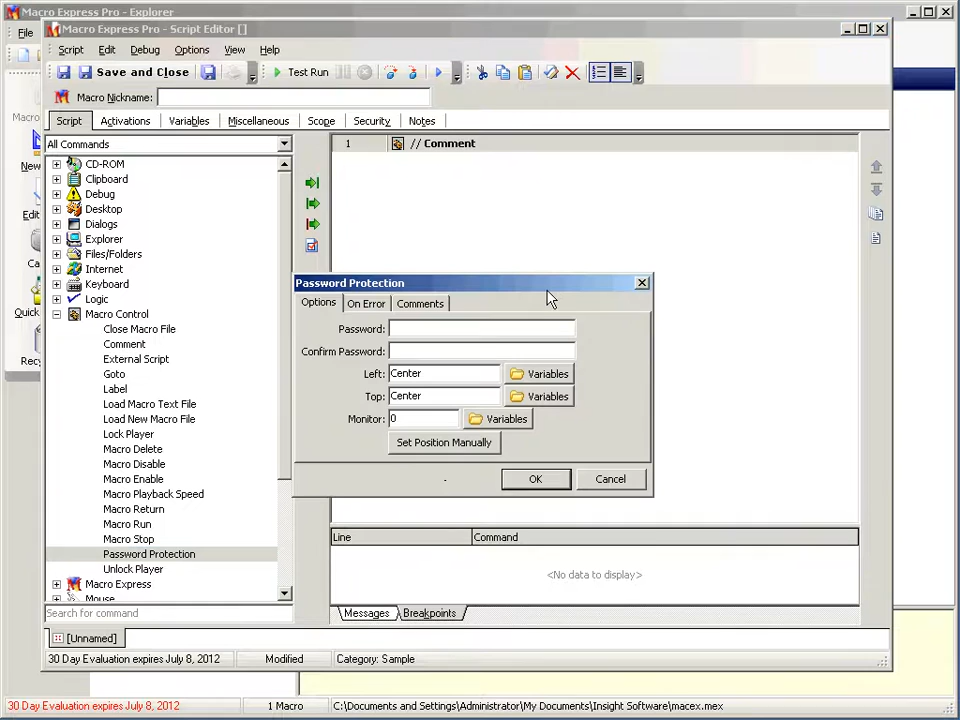 Macro Express Pro - Explorer
File
Macro Express Pro - Script Editor []
Script Edit Debug Options View Help
Save and Close
Test Run
Macro Nickname:
Script Activations Variables Miscellaneous Scope Security Notes
All Commands
1 // Comment
CD-ROM
Clipboard
Debug
Desktop
Dialogs
Explorer
Files/Folders
Internet
Keyboard
Logic
Macro Control
Close Macro File
Comment
External Script
Goto
Label
Load Macro Text File
Load New Macro File
Lock Player
Macro Delete
Macro Disable
Macro Enable
Macro Playback Speed
Macro Return
Macro Run
Macro Stop
Password Protection
Unlock Player
Macro Express
Mouse
Search for command
Password Protection
Options On Error Comments
Password:
Confirm Password:
Left: Center Variables
Top: Center Variables
Monitor: 0 Variables
Set Position Manually
OK Cancel
Line Command
<No data to display>
Messages Breakpoints
[Unnamed]
30 Day Evaluation expires July 8, 2012 Modified Category: Sample
30 Day Evaluation expires July 8, 2012 1 Macro C:\Documents and Settings\Administrator\My Documents\Insight Software\macex.mex